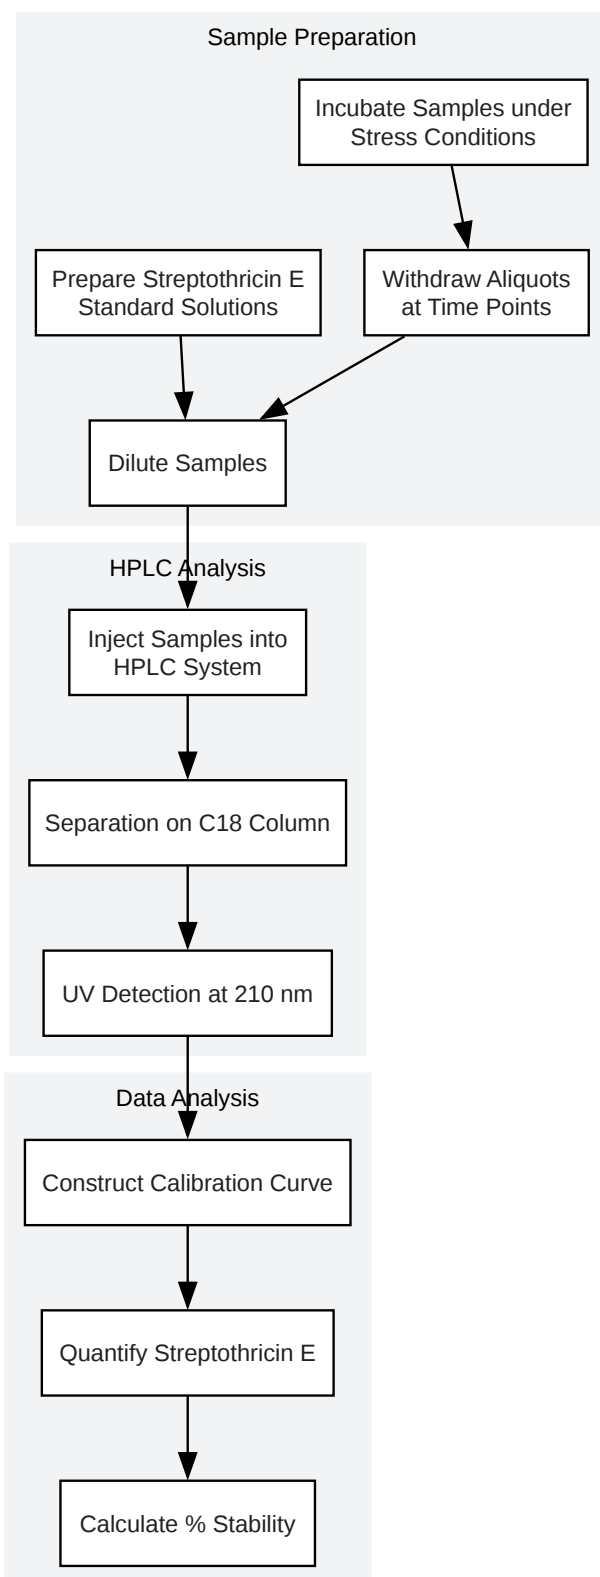 Sample Preparation
Incubate Samples under
Stress Conditions
Prepare Streptothricin E
Standard Solutions
Withdraw Aliquots
at Time Points
Dilute Samples
HPLC Analysis
Inject Samples into
HPLC System
Separation on C18 Column
UV Detection at 210 nm
Data Analysis
Construct Calibration Curve
Quantify Streptothricin E
Calculate % Stability